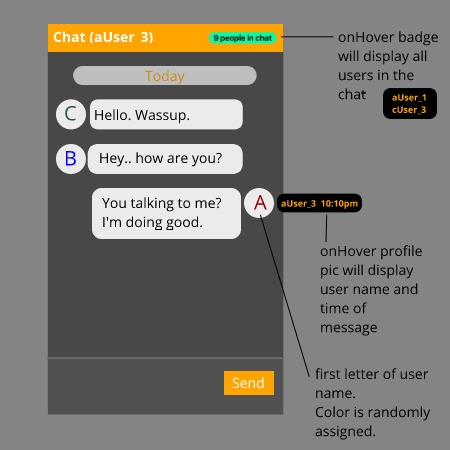 Chat (aUser_3)
9 people in chat
onHover badge
will display all
users in the
chat
aUser_1
cUser_3
Today
C
Hello. Wassup.
B
Hey.. how are you?
You talking to me?
I'm doing good.
A
aUser_3 10:10pm
onHover profile
pic will display
user name and
time of
message
Send
first letter of user
name.
Color is randomly
assigned.